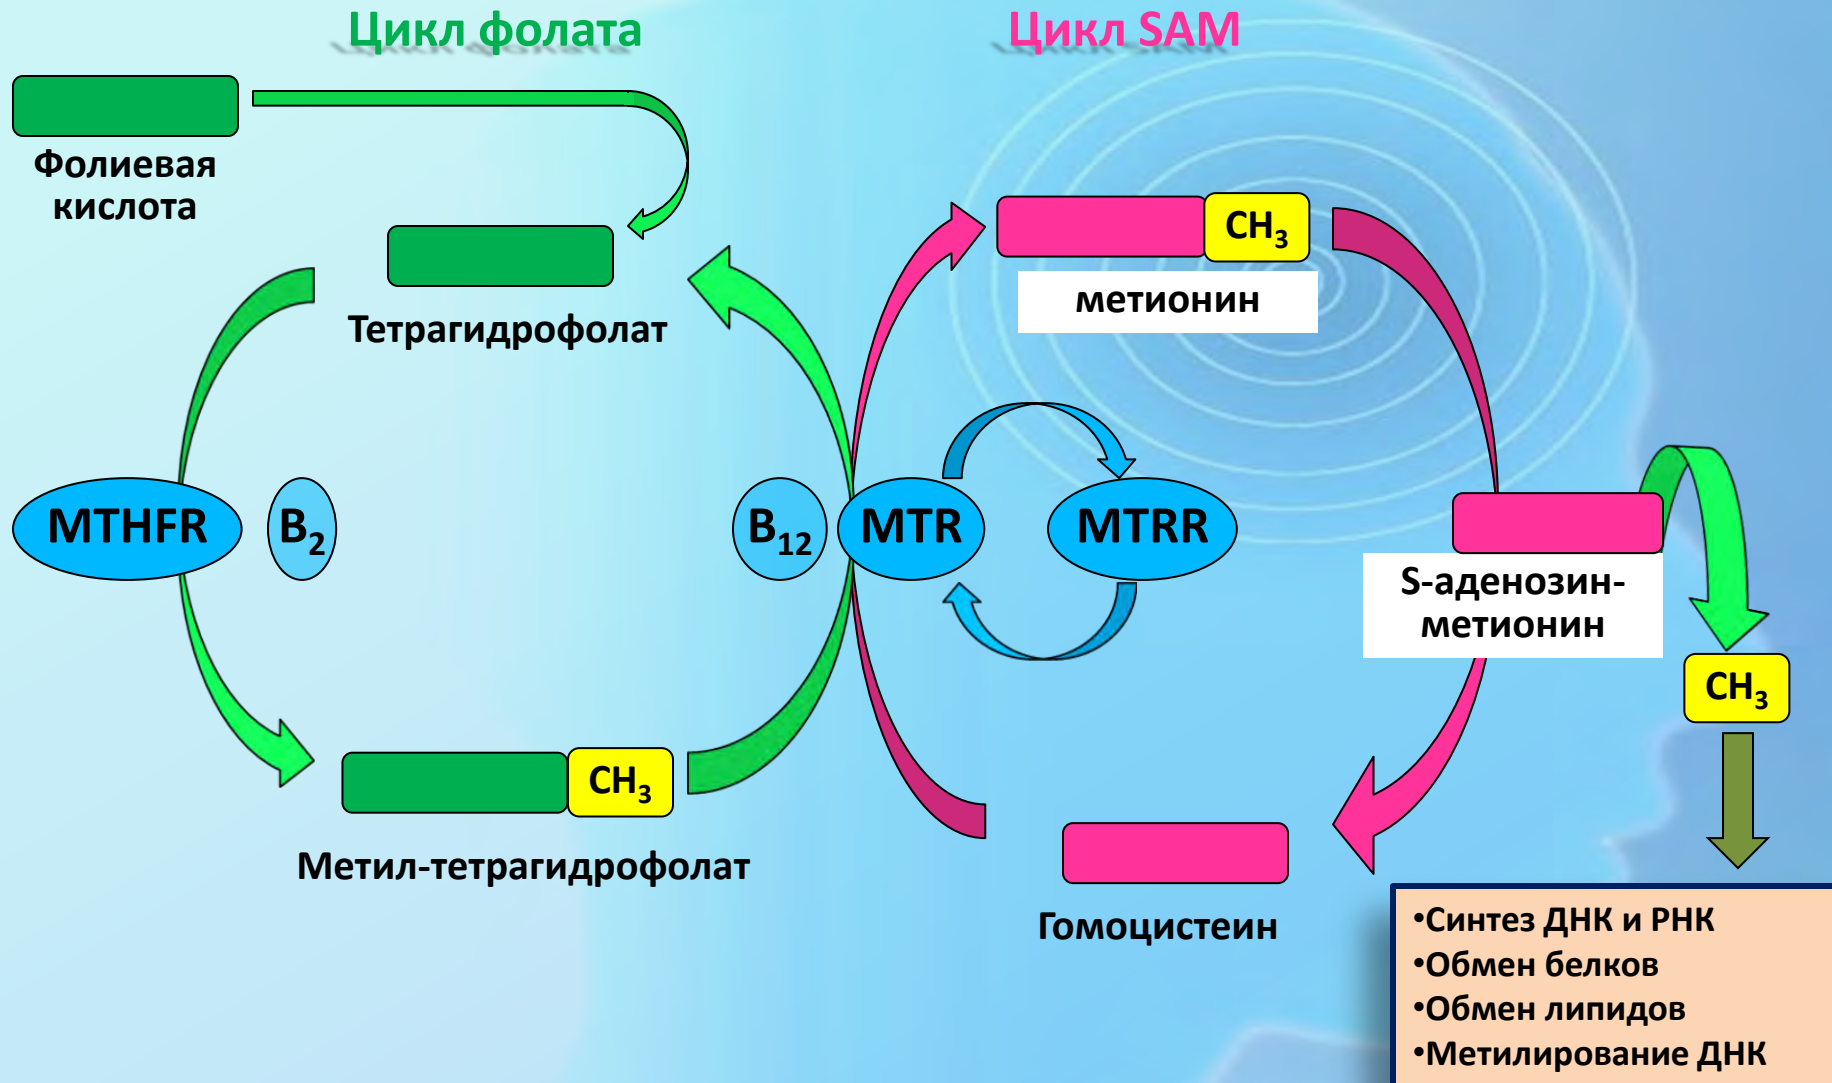 Цикл фолата
Цикл SAM
Фолиевая
кислота
Тетрагидрофолат
CH₃
метионин
MTHFR
B₂
B₁₂
MTR
MTRR
S-аденозин-
метионин
CH₃
CH₃
Метил-тетрагидрофолат
Гомоцистеин
•Синтез ДНК и РНК
•Обмен белков
•Обмен липидов
•Метилирование ДНК